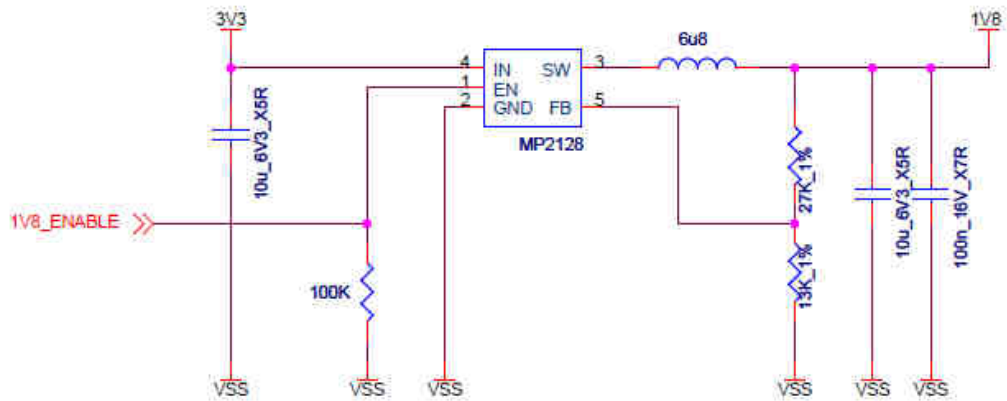 3V3
1V8
6u8
4 IN SW 3
1 EN
2 GND FB 5
MP2128
10u_6V3_X5R
27K_1%
10u_6V3_X5R
100n_16V_X7R
1V8_ENABLE
100K
13K_1%
VSS VSS VSS VSS VSS VSS